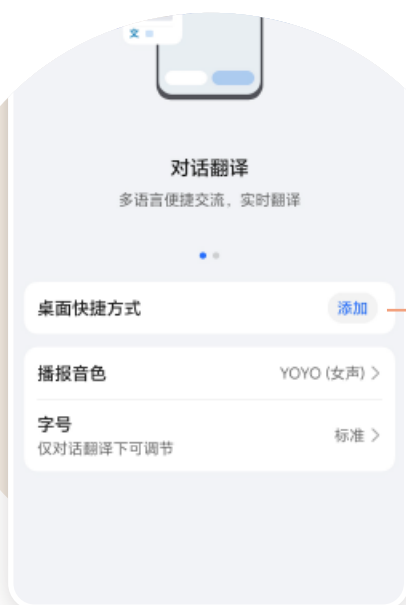 文
对话翻译
多语言便捷交流，实时翻译
桌面快捷方式 添加
播报音色 YOYO (女声)
字号
仅对话翻译下可调节 标准